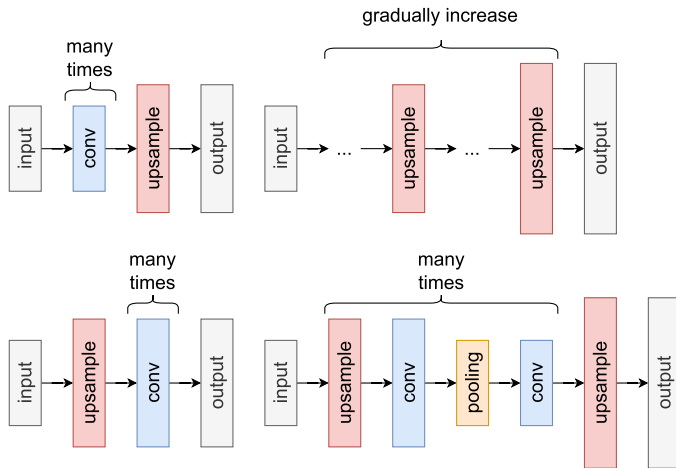 many
times
input
conv
upsample
output
gradually increase
input
...
upsample
...
upsample
output
many
times
input
upsample
conv
output
many
times
input
upsample
conv
pooling
conv
upsample
output